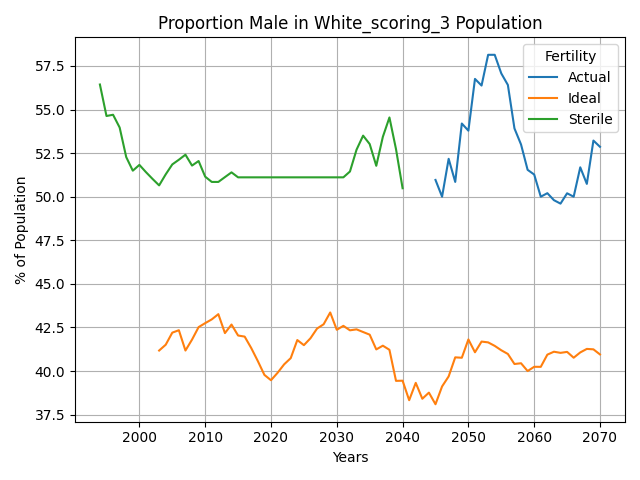 Proportion Male in White_scoring_3 Population
Fertility
Actual
Ideal
Sterile
% of Population
57.5
55.0
52.5
50.0
47.5
45.0
42.5
40.0
37.5
2000 2010 2020 2030 2040 2050 2060 2070
Years